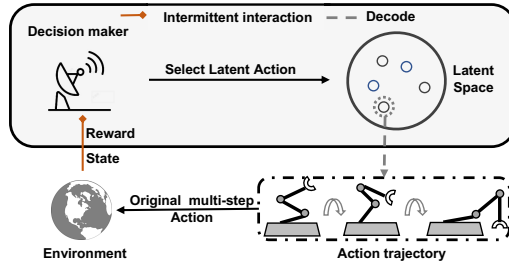 Intermittent interaction
Decode
Decision maker
Select Latent Action
Latent
Space
Reward
State
Original multi-step
Action
Environment
Action trajectory